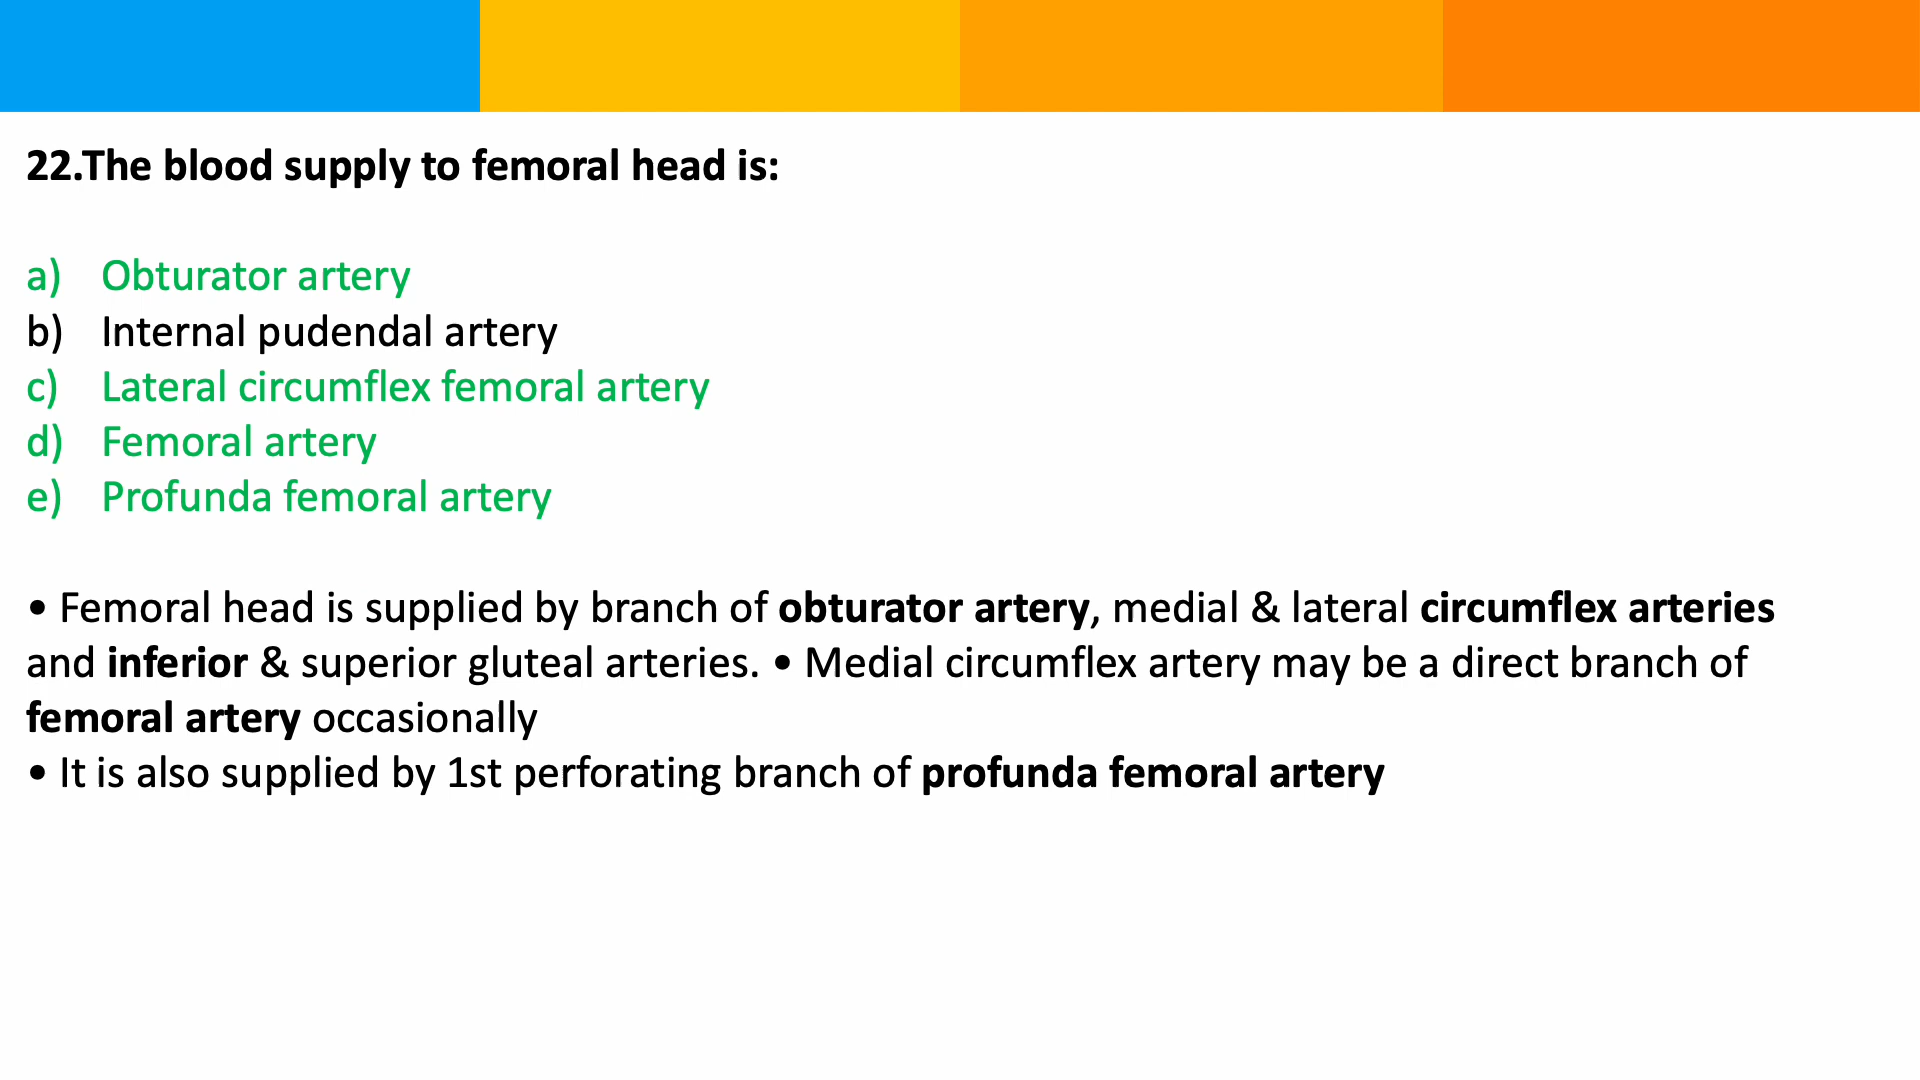 22.The blood supply to femoral head is:
a) Obturator artery
b) Internal pudendal artery
c) Lateral circumflex femoral artery
d) Femoral artery
e) Profunda femoral artery
• Femoral head is supplied by branch of obturator artery, medial & lateral circumflex arteries
and inferior & superior gluteal arteries. • Medial circumflex artery may be a direct branch of
femoral artery occasionally
• It is also supplied by 1st perforating branch of profunda femoral artery